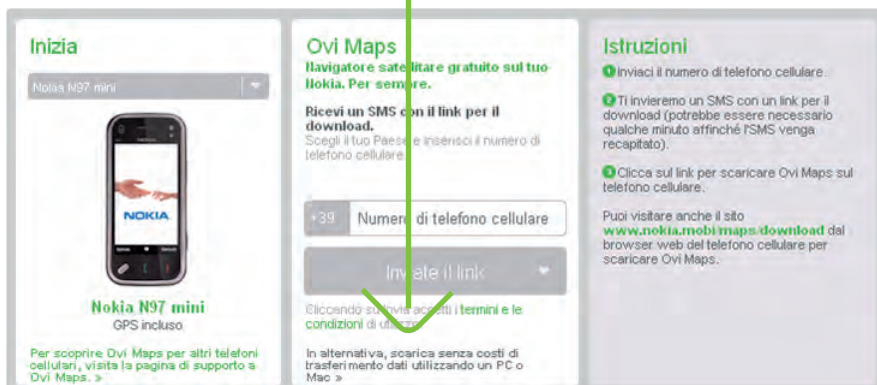 Inizia
Nokia N97 mini
NOKIA
Nokia N97 mini
GPS incluso
Per scoprire Ovi Maps per altri telefoni
cellulari, visita la pagina di supporto a
Ovi Maps. »
Ovi Maps
Navigatore satellitare gratuito sul tuo
Nokia. Per sempre.
Ricevi un SMS con il link per il
download.
Scegli il tuo Paese e inserisci il numero di
telefono cellulare.
+39 Numero di telefono cellulare
Inviate il link
Cliccando su Invia accetti i termini e le
condizioni di utilizzo
In alternativa, scarica senza costi di
trasferimento dati utilizzando un PC o
Mac »
Istruzioni
1 Inviaci il numero di telefono cellulare.
2 Ti invieremo un SMS con un link per il
download (potrebbe essere necessario
qualche minuto affinché l'SMS venga
recapitato).
3 Clicca sul link per scaricare Ovi Maps sul
telefono cellulare.
Puoi visitare anche il sito
www.nokia.mobi/maps/download dal
browser web del telefono cellulare per
scaricare Ovi Maps.